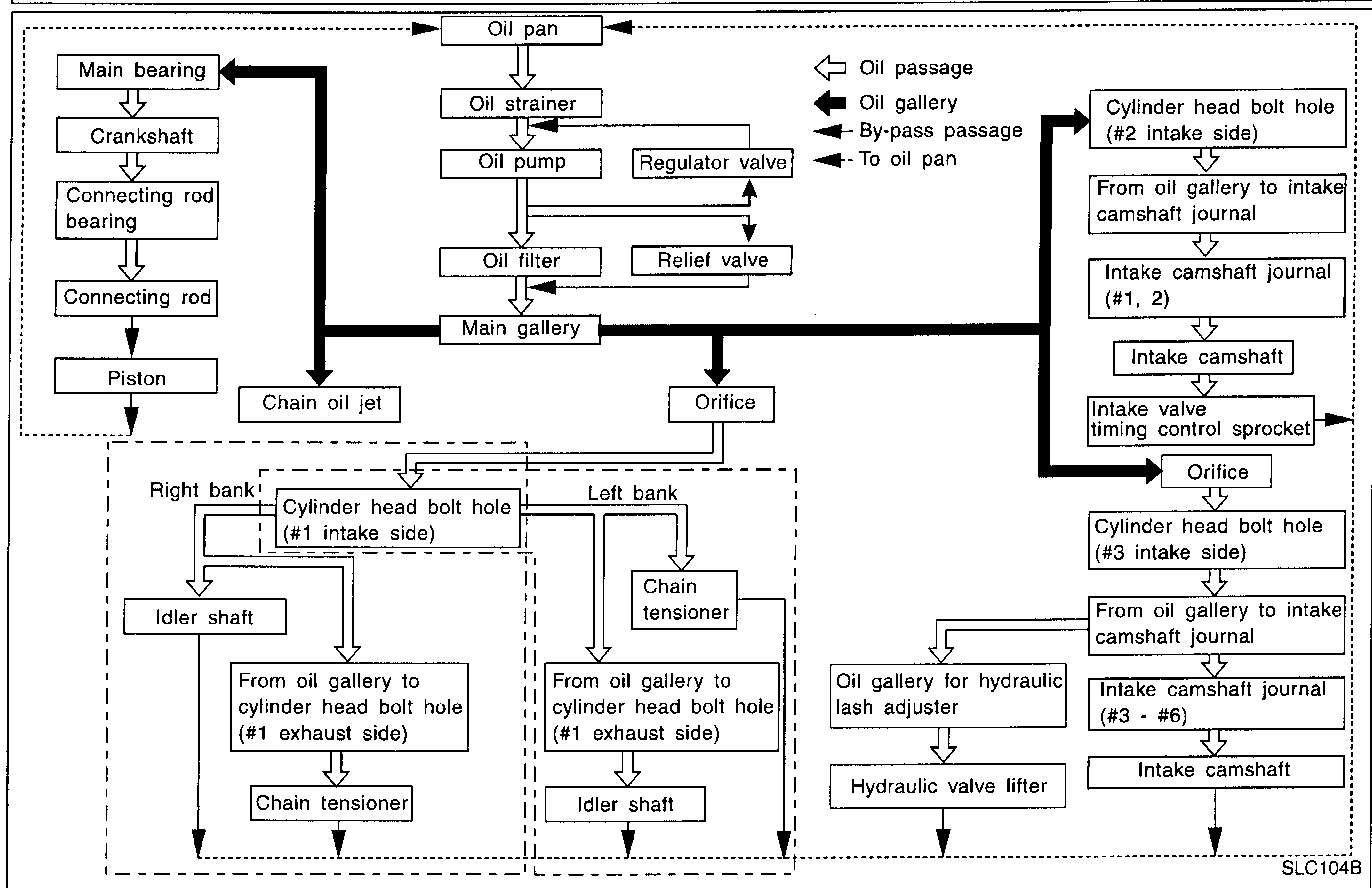 Oil pan
Main bearing
Crankshaft
Connecting rod
bearing
Connecting rod
Piston
Oil strainer
Oil pump
Regulator valve
Oil filter
Relief valve
Main gallery
Chain oil jet
Orifice
Oil passage
Oil gallery
By-pass passage
To oil pan
Cylinder head bolt hole
(#2 intake side)
From oil gallery to intake
camshaft journal
Intake camshaft journal
(#1, 2)
Intake camshaft
Intake valve
timing control sprocket
Orifice
Cylinder head bolt hole
(#3 intake side)
From oil gallery to intake
camshaft journal
Intake camshaft journal
(#3 - #6)
Intake camshaft
Oil gallery for hydraulic
lash adjuster
Hydraulic valve lifter
Right bank
Cylinder head bolt hole
(#1 intake side)
Left bank
Idler shaft
From oil gallery to
cylinder head bolt hole
(#1 exhaust side)
Chain tensioner
Chain
tensioner
From oil gallery to
cylinder head bolt hole
(#1 exhaust side)
Idler shaft
SLC104B